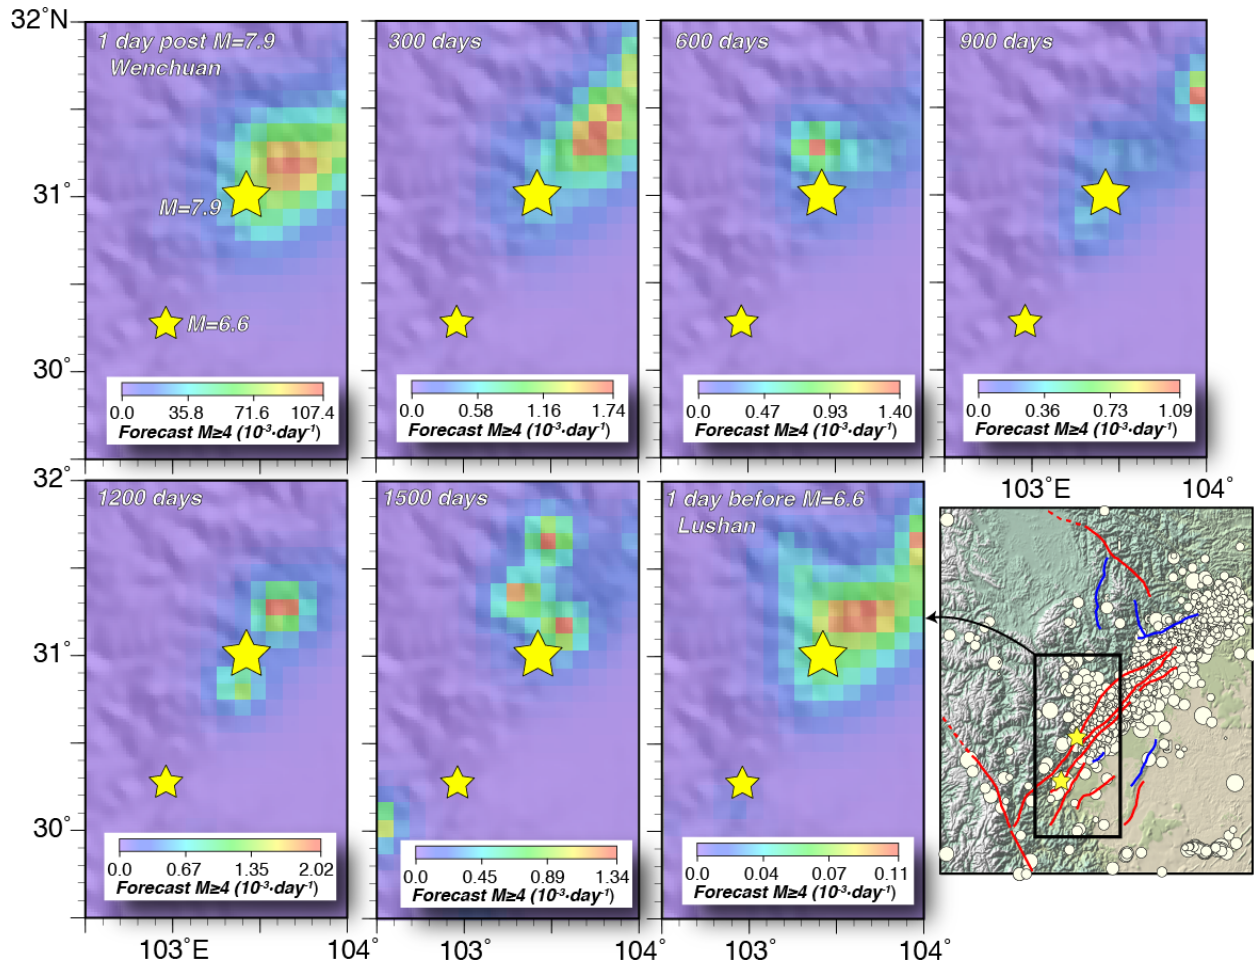 32˚N
1 day post M=7.9
Wenchuan
300 days
600 days
900 days
31˚
M=7.9
M=6.6
30˚
0.0 35.8 71.6 107.4
Forecast M≥4 (10⁻³·day⁻¹)
0.0 0.58 1.16 1.74
Forecast M≥4 (10⁻³·day⁻¹)
0.0 0.47 0.93 1.40
Forecast M≥4 (10⁻³·day⁻¹)
0.0 0.36 0.73 1.09
Forecast M≥4 (10⁻³·day⁻¹)
32˚
1200 days
1500 days
1 day before M=6.6
Lushan
103˚E 104˚
31˚
30˚
0.0 0.67 1.35 2.02
Forecast M≥4 (10⁻³·day⁻¹)
0.0 0.45 0.89 1.34
Forecast M≥4 (10⁻³·day⁻¹)
0.0 0.04 0.07 0.11
Forecast M≥4 (10⁻³·day⁻¹)
103˚E 104˚
103˚ 104˚
103˚ 104˚